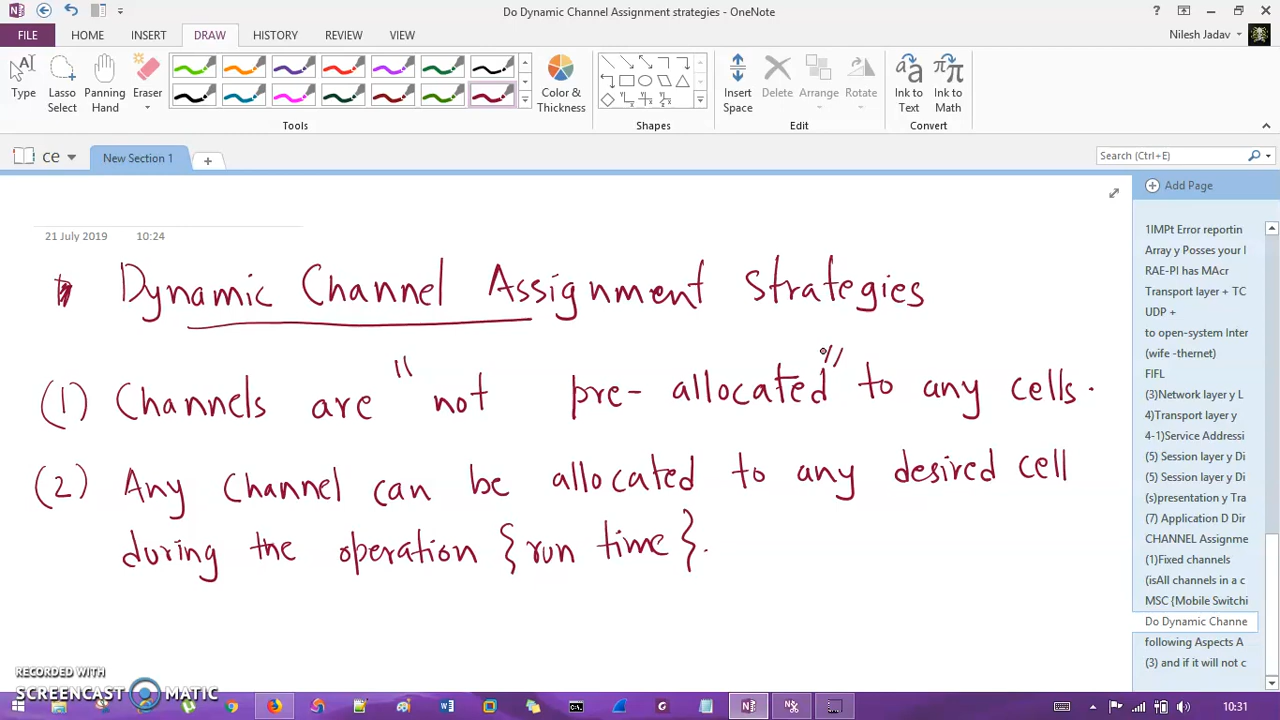 Do Dynamic Channel Assignment strategies - OneNote
FILE HOME INSERT DRAW HISTORY REVIEW VIEW
Nilesh Jadav
Type Lasso Select Panning Hand Eraser Color & Thickness Insert Space Delete Arrange Rotate Ink to Text Ink to Math
Tools Shapes Edit Convert
ce New Section 1
Search (Ctrl+E)
Add Page
21 July 2019 10:24
Dynamic Channel Assignment Strategies
(1) Channels are "not pre-allocated" to any cells.
(2) Any Channel can be allocated to any desired cell
during the operation {run time}.
1IMPt Error reportin
Array y Posses your l
RAE-PI has MAcr
Transport layer + TC
UDP +
to open-system Inter
(wife -thernet)
FIFL
(3)Network layer y L
4)Transport layer y
4-1)Service Addressi
(5) Session layer y Di
(5) Session layer y Di
(s)presentation y Tra
(7) Application D Dir
CHANNEL Assignme
(1)Fixed channels
(isAll channels in a c
MSC {Mobile Switchi
Do Dynamic Channe
following Aspects A
(3) and if it will not c
RECORDED WITH
SCREENCAST MATIC
10:31